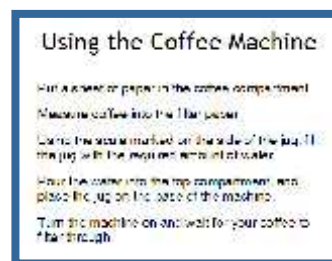 Using the Coffee Machine
Put a sheet of paper in the coffee compartment
Measure coffee into the filter paper
Using the scale marked on the side of the jug, fill
the jug with the required amount of water
Pour the water into the top compartment, and
place the jug on the base of the machine.
Turn the machine on and wait for your coffee to
filter through